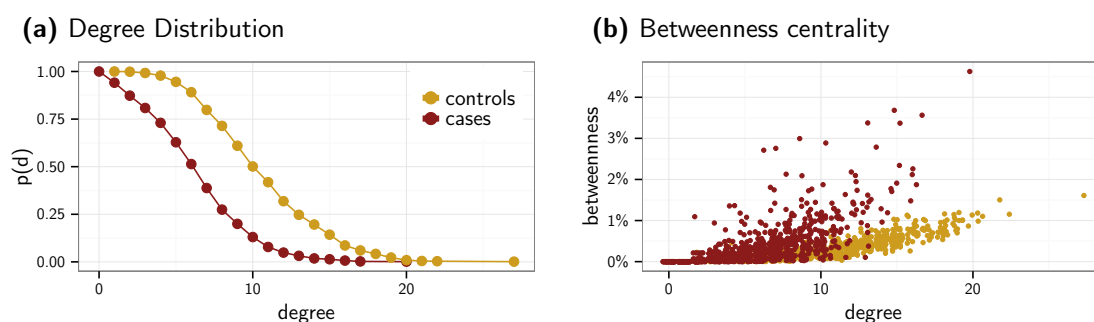 (a) Degree Distribution
1.00
0.75
0.50
0.25
0.00
p(d)
controls
cases
0
10
20
degree
(b) Betweenness centrality
4%
3%
2%
1%
0%
betweennness
0
10
20
degree